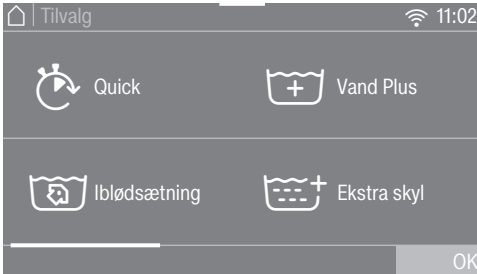 Tilvalg 11:02
Quick Vand Plus
Iblødsætning Ekstra skyl
OK